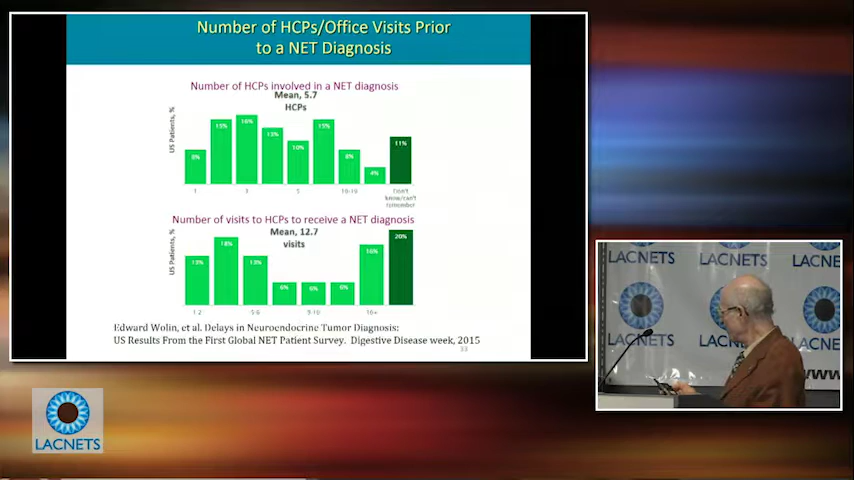 Number of HCPs/Office Visits Prior
to a NET Diagnosis
Number of HCPs involved in a NET diagnosis
Mean, 5.7
HCPs
US Patients, %
8%
15%
16%
13%
10%
15%
8%
4%
11%
1
3
5
10-19
Don't
know/can't
remember
Number of visits to HCPs to receive a NET diagnosis
Mean, 12.7
visits
US Patients, %
13%
18%
13%
6%
6%
6%
16%
20%
1-2
5-6
9-10
16+
Edward Wolin, et al. Delays in Neuroendocrine Tumor Diagnosis:
US Results From the First Global NET Patient Survey. Digestive Disease week, 2015
33
LACNETS
LACNETS
LACNETS
LACNE
LACNETS
LAC
LACNETS
www